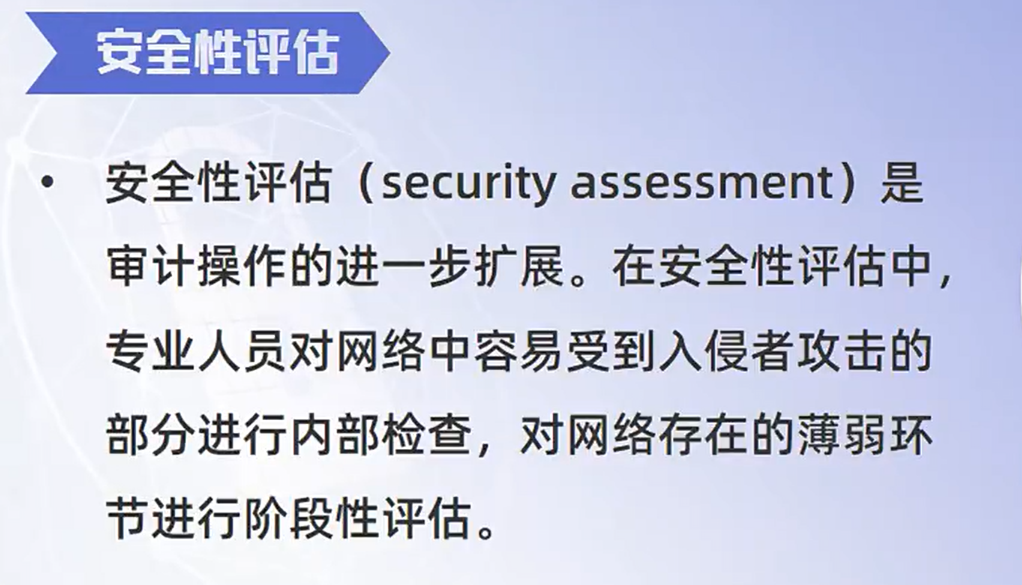 安全性评估
• 安全性评估（security assessment）是
审计操作的进一步扩展。在安全性评估中，
专业人员对网络中容易受到入侵者攻击的
部分进行内部检查，对网络存在的薄弱环
节进行阶段性评估。